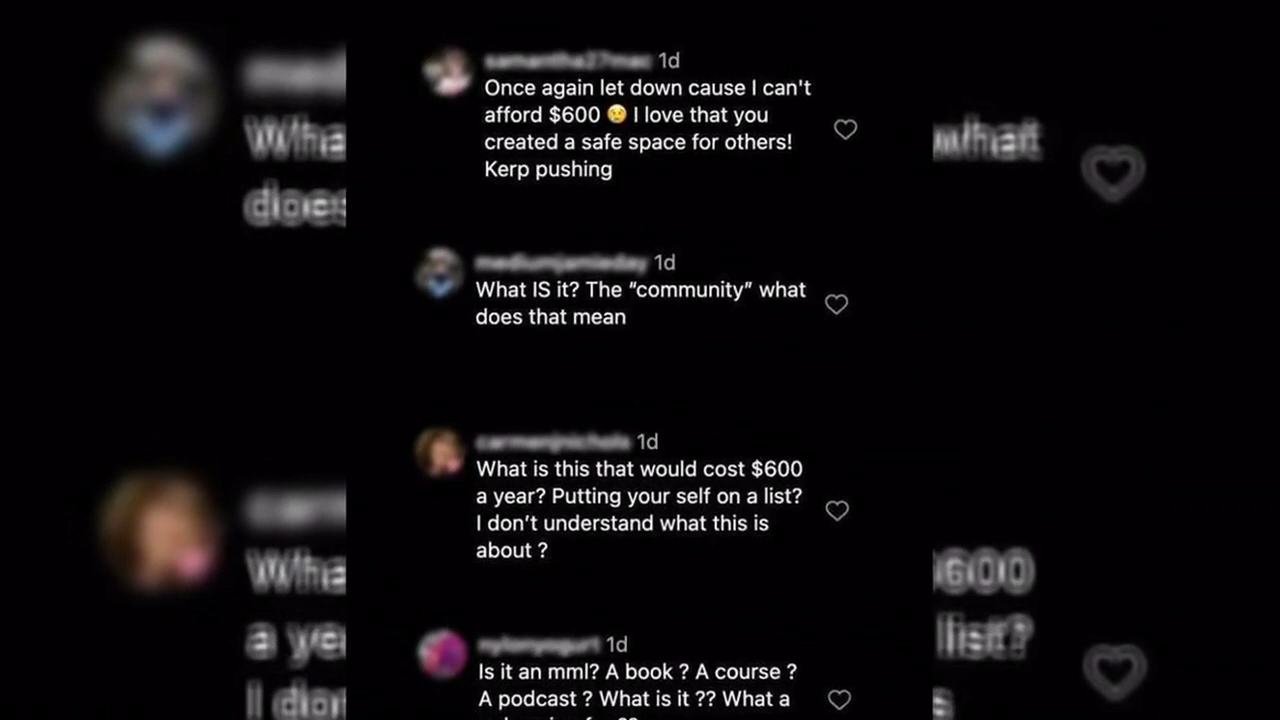 1d
Once again let down cause I can't
afford $600 😢 I love that you
created a safe space for others!
Kerp pushing
1d
What IS it? The “community” what
does that mean
1d
What is this that would cost $600
a year? Putting your self on a list?
I don’t understand what this is
about ?
1d
Is it an mml? A book ? A course ?
A podcast ? What is it ?? What a